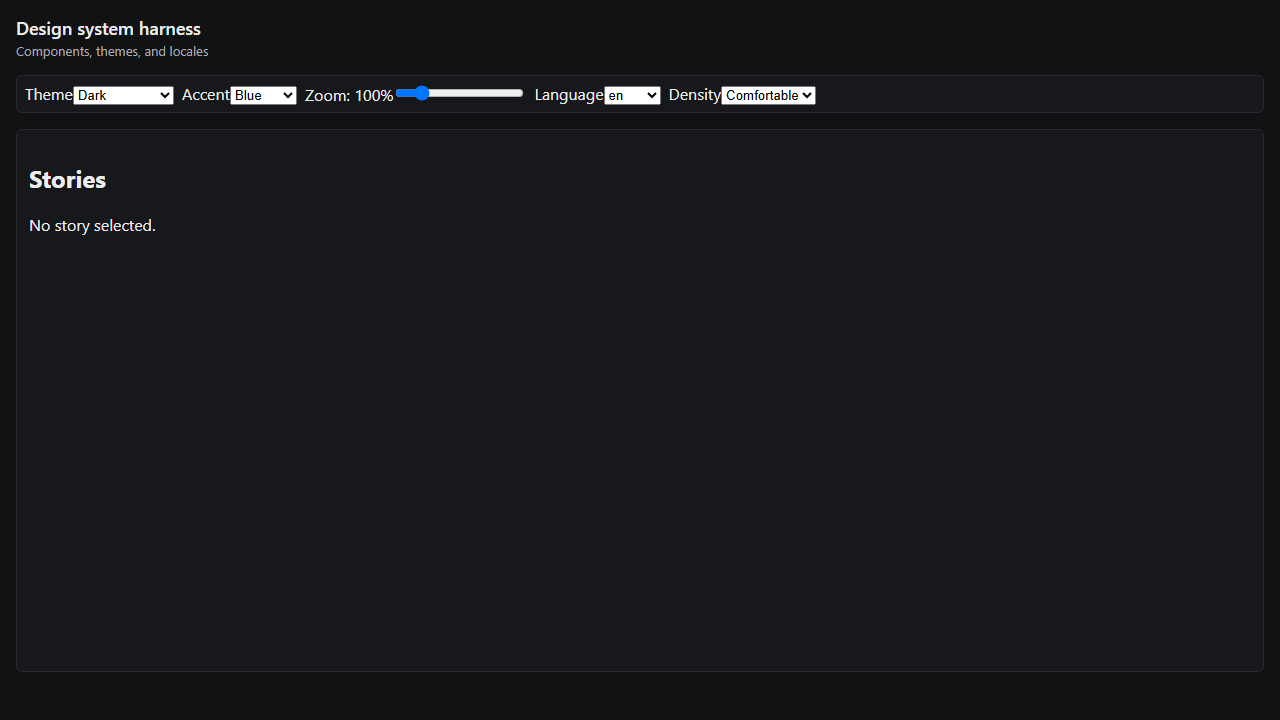 Design system harness
Components, themes, and locales
Theme Dark Accent Blue Zoom: 100% Language en Density Comfortable
Stories
No story selected.